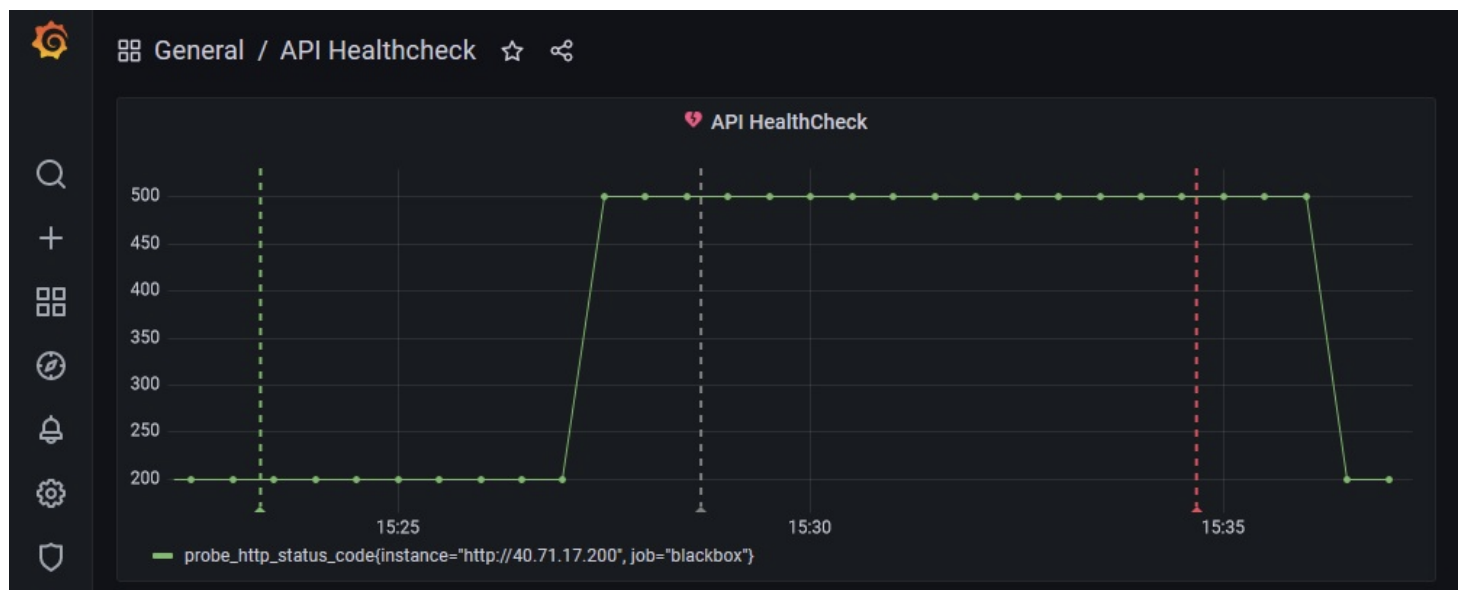 General / API Healthcheck
API HealthCheck
500
450
400
350
300
250
200
15:25 15:30 15:35
probe_http_status_code{instance="http://40.71.17.200", job="blackbox"}